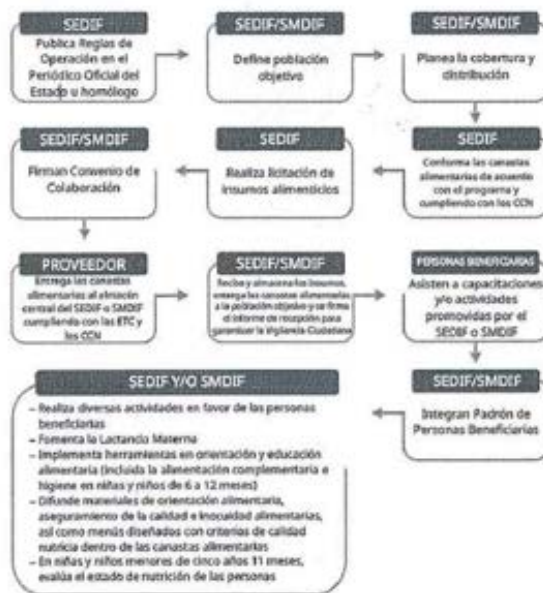 SEDIF
Publica Reglas de
Operación en el
Periódico Oficial del
Estado u homólogo
SEDIF/SMDIF
Define población
objetivo
SEDIF/SMDIF
Planea la cobertura y
distribución
SEDIF/SMDIF
Firman Convenio de
Colaboración
SEDIF
Realiza licitación de
insumos alimenticios
SEDIF
Conforma las canastas
alimentarias de acuerdo
con el programa y
cumpliendo con los CCN
PROVEEDOR
Entrega las canastas
alimentarias al almacén
central del SEDIF o SMDIF
cumpliendo con las ETC y
los CCN
SEDIF/SMDIF
Recibe y almacena los insumos,
entrega las canastas alimentarias
a la población objetivo y se firma
el informe de recepción para
garantizar la Vigilancia Ciudadana
PERSONAS BENEFICIARIAS
Asisten a capacitaciones
y/o actividades
promovidas por el
SEDIF o SMDIF
SEDIF/SMDIF
Integran Padrón de
Personas Beneficiarias
SEDIF Y/O SMDIF
– Realiza diversas actividades en favor de las personas
beneficiarias
– Fomenta la Lactancia Materna
– Implementa herramientas en orientación y educación
alimentaria (incluida la alimentación complementaria e
higiene en niñas y niños de 6 a 12 meses)
– Difunde materiales de orientación alimentaria,
aseguramiento de la calidad e inocuidad alimentarias,
así como menús diseñados con criterios de calidad
nutricia dentro de las canastas alimentarias
– En niñas y niños menores de cinco años 11 meses,
evalúa el estado de nutrición de las personas